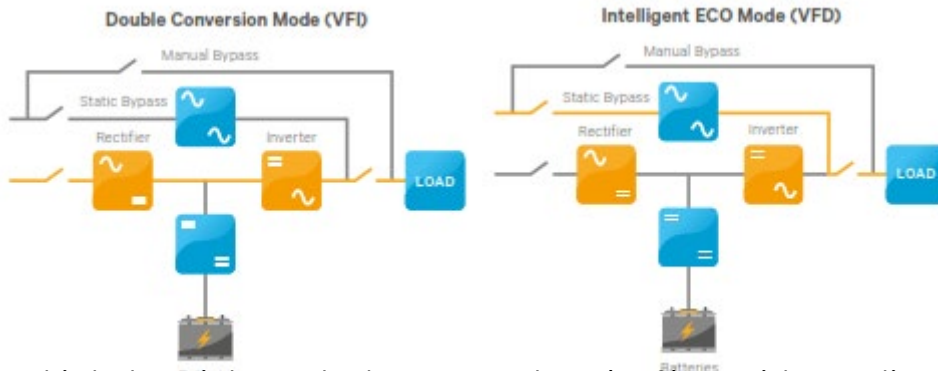 Double Conversion Mode (VFI)
Manual Bypass
Static Bypass
Rectifier
Inverter
LOAD
Intelligent ECO Mode (VFD)
Manual Bypass
Static Bypass
Rectifier
Inverter
LOAD
Batteries